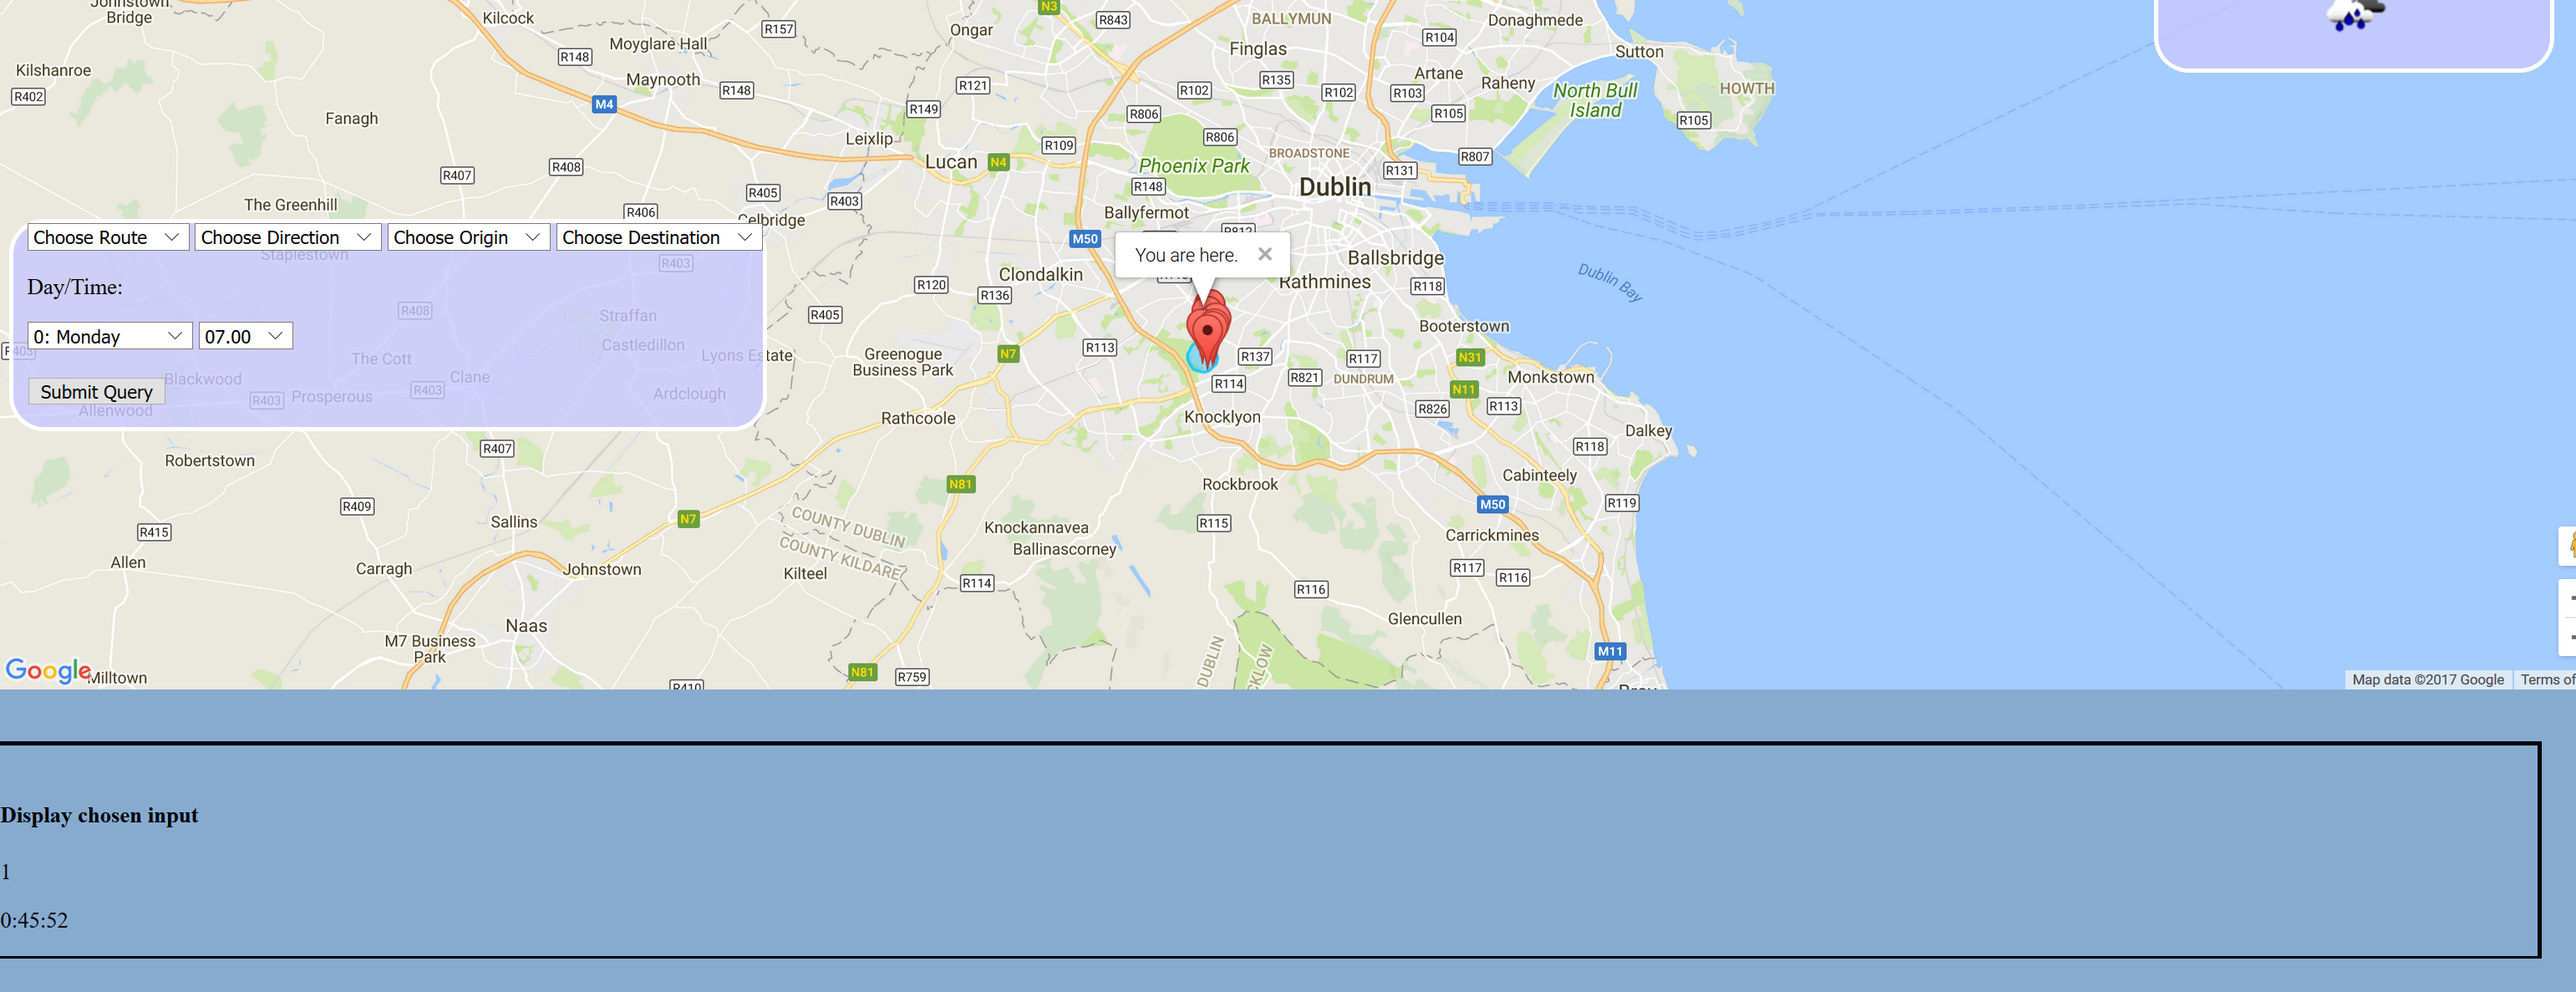 Johnstown
Bridge
Kilcock
N3
R843
BALLYMUN
Donaghmede
R157
Ongar
R104
Moyglare Hall
R148
Finglas
Sutton
Kilshanroe
R402
Maynooth
R148
R121
R135
Artane
Raheny
North Bull
Island
HOWTH
M4
R149
R102
R102
R103
R105
R105
Fanagh
R806
R806
Leixlip
R109
BROADSTONE
R807
R407
R408
Lucan
N4
Phoenix Park
R131
R148
Dublin
The Greenhill
R405
R403
R406
Celbridge
Ballyfermot
R812
Choose Route
Choose Direction
Choose Origin
Choose Destination
M50
Staplestown
R403
You are here.
Ballsbridge
Dublin Bay
Clondalkin
Rathmines
Day/Time:
R120
R136
R118
R408
Straffan
R405
Booterstown
0: Monday
07.00
R403
The Cott
Castledillon
Lyons Estate
Greenogue
Business Park
N7
R113
R137
R117
N31
Blackwood
Clane
R114
R821
DUNDRUM
N11
Monkstown
Submit Query
R403
Prosperous
R403
Ardclough
Allenwood
Rathcoole
Knocklyon
R826
R113
Dalkey
R407
R118
Robertstown
Cabinteely
N81
Rockbrook
R409
M50
R119
R415
Sallins
N7
COUNTY DUBLIN
COUNTY KILDARE
Knockannavea
R115
Ballinascorney
Carrickmines
Allen
Carragh
Johnstown
Kilteel
R114
R117
R116
R116
Naas
Glencullen
M7 Business
Park
M11
DUBLIN
CKLOW
Google
Milltown
R410
N81
R759
Bray
Map data ©2017 Google
Terms of
Display chosen input
1
0:45:52